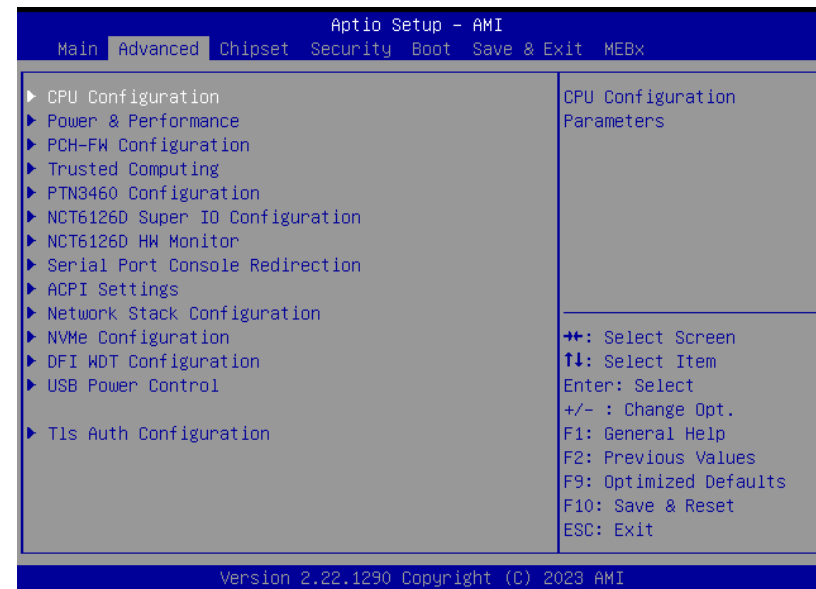 Aptio Setup – AMI
Main Advanced Chipset Security Boot Save & Exit MEBx
CPU Configuration
Power & Performance
PCH-FW Configuration
Trusted Computing
PTN3460 Configuration
NCT6126D Super IO Configuration
NCT6126D HW Monitor
Serial Port Console Redirection
ACPI Settings
Network Stack Configuration
NVMe Configuration
DFI WDT Configuration
USB Power Control
Tls Auth Configuration
CPU Configuration
Parameters
→←: Select Screen
↑↓: Select Item
Enter: Select
+/- : Change Opt.
F1: General Help
F2: Previous Values
F9: Optimized Defaults
F10: Save & Reset
ESC: Exit
Version 2.22.1290 Copyright (C) 2023 AMI